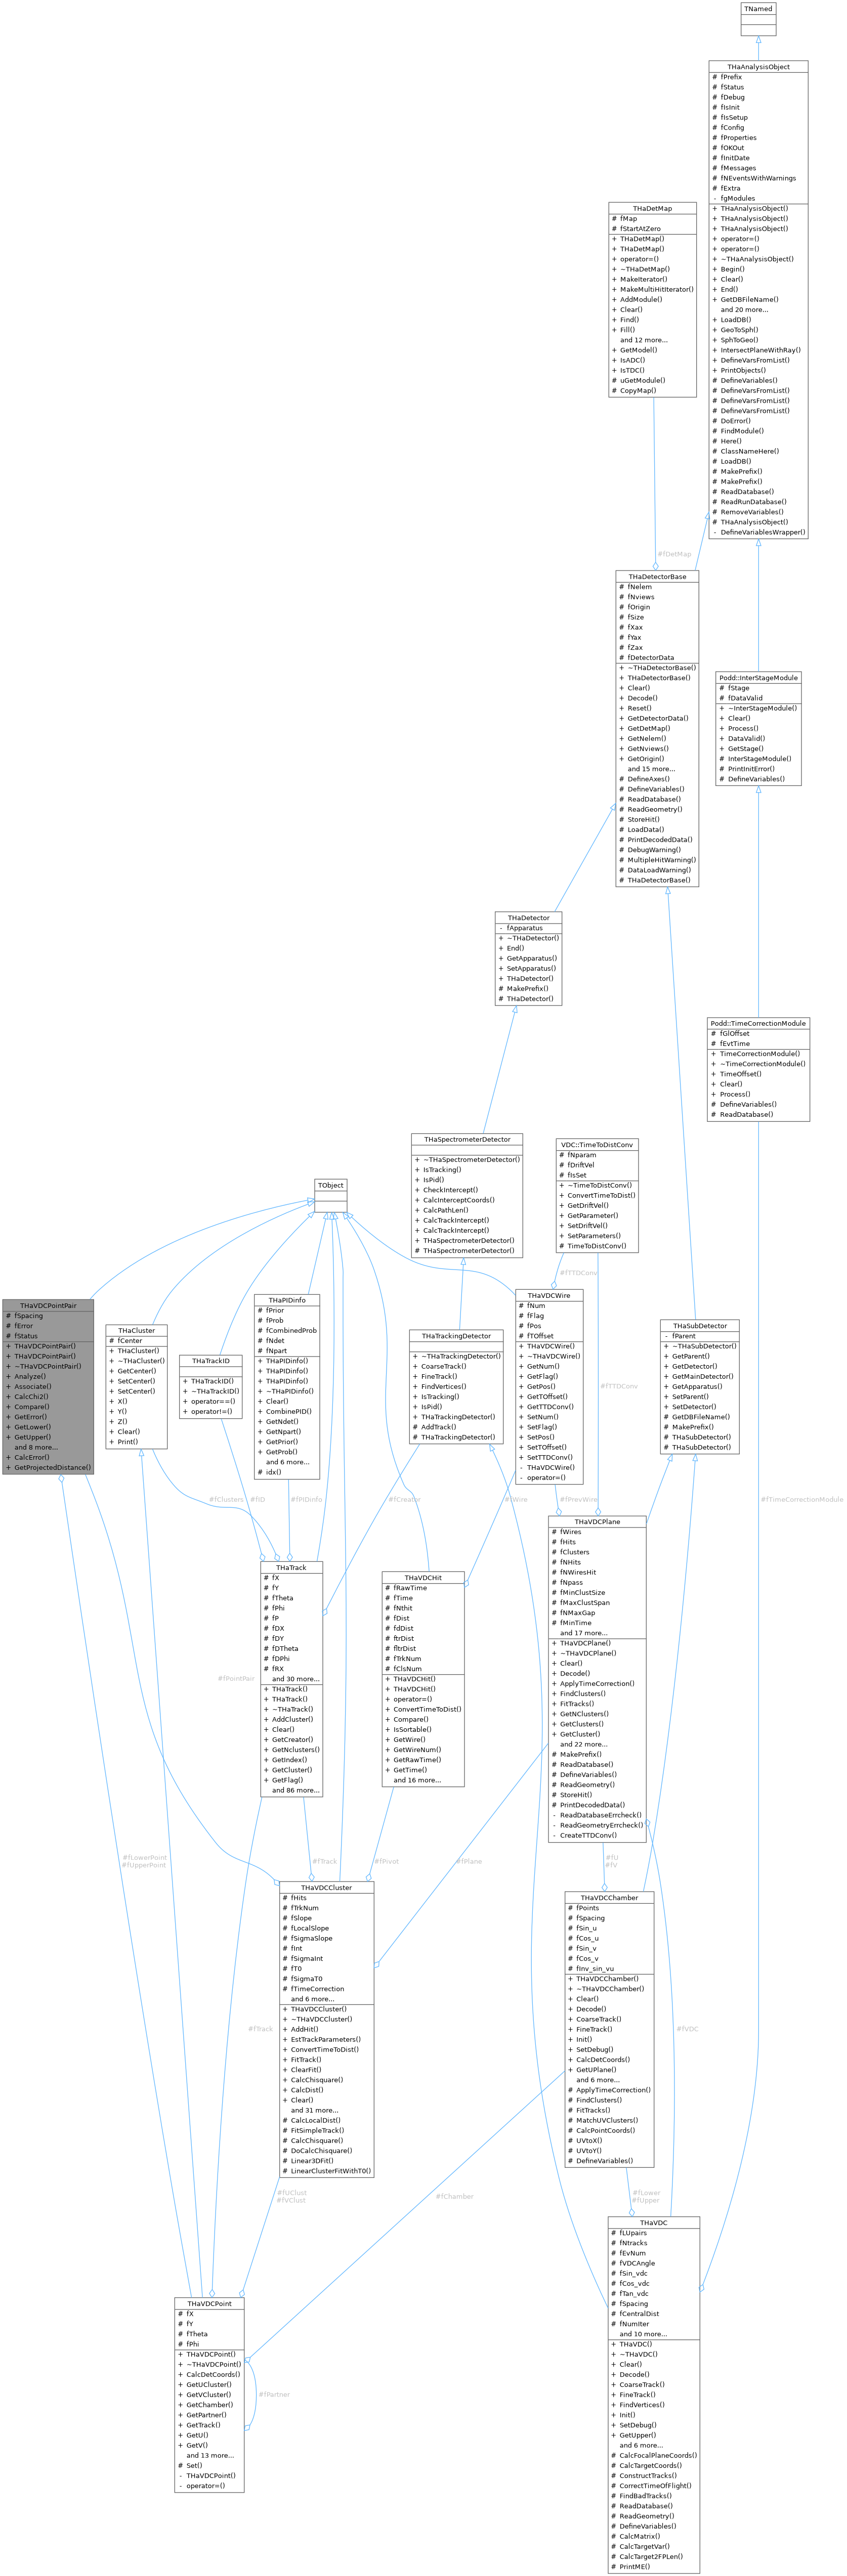 TNamed
THaAnalysisObject
# fPrefix
# fStatus
# fDebug
# fIsInit
# fIsSetup
# fConfig
# fProperties
# fOKOut
# fInitDate
# fMessages
# fNEventsWithWarnings
# fExtra
- fgModules
+ THaAnalysisObject()
+ THaAnalysisObject()
+ THaAnalysisObject()
+ operator=()
+ operator=()
+ ~THaAnalysisObject()
+ Begin()
+ Clear()
+ End()
+ GetDBFileName()
and 20 more...
+ LoadDB()
+ GeoToSph()
+ SphToGeo()
+ IntersectPlaneWithRay()
+ DefineVarsFromList()
+ PrintObjects()
# DefineVariables()
# DefineVarsFromList()
# DefineVarsFromList()
# DefineVarsFromList()
# DoError()
# FindModule()
# Here()
# ClassNameHere()
# LoadDB()
# MakePrefix()
# MakePrefix()
# ReadDatabase()
# ReadRunDatabase()
# RemoveVariables()
# THaAnalysisObject()
- DefineVariablesWrapper()
THaDetMap
# fMap
# fStartAtZero
+ THaDetMap()
+ THaDetMap()
+ operator=()
+ ~THaDetMap()
+ MakeIterator()
+ MakeMultiHitIterator()
+ AddModule()
+ Clear()
+ Find()
+ Fill()
and 12 more...
+ GetModel()
+ IsADC()
+ IsTDC()
# uGetModule()
# CopyMap()
#fDetMap
THaDetectorBase
# fNelem
# fNviews
# fOrigin
# fSize
# fXax
# fYax
# fZax
# fDetectorData
+ ~THaDetectorBase()
+ THaDetectorBase()
+ Clear()
+ Decode()
+ Reset()
+ GetDetectorData()
+ GetDetMap()
+ GetNelem()
+ GetNviews()
+ GetOrigin()
and 15 more...
# DefineAxes()
# DefineVariables()
# ReadDatabase()
# ReadGeometry()
# StoreHit()
# LoadData()
# PrintDecodedData()
# DebugWarning()
# MultipleHitWarning()
# DataLoadWarning()
# THaDetectorBase()
Podd::InterStageModule
# fStage
# fDataValid
+ ~InterStageModule()
+ Clear()
+ Process()
+ DataValid()
+ GetStage()
# InterStageModule()
# PrintInitError()
# DefineVariables()
THaDetector
- fApparatus
+ ~THaDetector()
+ End()
+ GetApparatus()
+ SetApparatus()
+ THaDetector()
# MakePrefix()
# THaDetector()
Podd::TimeCorrectionModule
# fGlOffset
# fEvtTime
+ TimeCorrectionModule()
+ ~TimeCorrectionModule()
+ TimeOffset()
+ Clear()
+ Process()
# DefineVariables()
# ReadDatabase()
THaSpectrometerDetector
+ ~THaSpectrometerDetector()
+ IsTracking()
+ IsPid()
+ CheckIntercept()
+ CalcInterceptCoords()
+ CalcPathLen()
+ CalcTrackIntercept()
+ CalcTrackIntercept()
+ THaSpectrometerDetector()
# THaSpectrometerDetector()
VDC::TimeToDistConv
# fNparam
# fDriftVel
# fIsSet
+ ~TimeToDistConv()
+ ConvertTimeToDist()
+ GetDriftVel()
+ GetParameter()
+ SetDriftVel()
+ SetParameters()
# TimeToDistConv()
TObject
#fTTDConv
THaVDCPointPair
# fSpacing
# fError
# fStatus
+ THaVDCPointPair()
+ THaVDCPointPair()
+ ~THaVDCPointPair()
+ Analyze()
+ Associate()
+ CalcChi2()
+ Compare()
+ GetError()
+ GetLower()
+ GetUpper()
and 8 more...
+ CalcError()
+ GetProjectedDistance()
THaCluster
# fCenter
+ THaCluster()
+ ~THaCluster()
+ GetCenter()
+ SetCenter()
+ SetCenter()
+ X()
+ Y()
+ Z()
+ Clear()
+ Print()
THaTrackID
+ THaTrackID()
+ ~THaTrackID()
+ operator==()
+ operator!=()
THaPIDinfo
# fPrior
# fProb
# fCombinedProb
# fNdet
# fNpart
+ THaPIDinfo()
+ THaPIDinfo()
+ THaPIDinfo()
+ ~THaPIDinfo()
+ Clear()
+ CombinePID()
+ GetNdet()
+ GetNpart()
+ GetPrior()
+ GetProb()
and 6 more...
# idx()
THaTrackingDetector
+ ~THaTrackingDetector()
+ CoarseTrack()
+ FineTrack()
+ FindVertices()
+ IsTracking()
+ IsPid()
+ THaTrackingDetector()
# AddTrack()
# THaTrackingDetector()
THaVDCWire
# fNum
# fFlag
# fPos
# fTOffset
+ THaVDCWire()
+ ~THaVDCWire()
+ GetNum()
+ GetFlag()
+ GetPos()
+ GetTOffset()
+ GetTTDConv()
+ SetNum()
+ SetFlag()
+ SetPos()
+ SetTOffset()
+ SetTTDConv()
- THaVDCWire()
- operator=()
#fTTDConv
THaSubDetector
- fParent
+ ~THaSubDetector()
+ GetParent()
+ GetDetector()
+ GetMainDetector()
+ GetApparatus()
+ SetParent()
+ SetDetector()
# GetDBFileName()
# MakePrefix()
# THaSubDetector()
# THaSubDetector()
#fClusters
#fID
#fPIDinfo
#fCreator
#fWire
#fPrevWire
#fTimeCorrectionModule
THaTrack
# fX
# fY
# fTheta
# fPhi
# fP
# fDX
# fDY
# fDTheta
# fDPhi
# fRX
and 30 more...
+ THaTrack()
+ THaTrack()
+ ~THaTrack()
+ AddCluster()
+ Clear()
+ GetCreator()
+ GetNclusters()
+ GetIndex()
+ GetCluster()
+ GetFlag()
and 86 more...
#fPointPair
THaVDCHit
# fRawTime
# fTime
# fNthit
# fDist
# fdDist
# ftrDist
# fltrDist
# fTrkNum
# fClsNum
+ THaVDCHit()
+ THaVDCHit()
+ operator=()
+ ConvertTimeToDist()
+ Compare()
+ IsSortable()
+ GetWire()
+ GetWireNum()
+ GetRawTime()
+ GetTime()
and 16 more...
THaVDCPlane
# fWires
# fHits
# fClusters
# fNHits
# fNWiresHit
# fNpass
# fMinClustSize
# fMaxClustSpan
# fNMaxGap
# fMinTime
and 17 more...
+ THaVDCPlane()
+ ~THaVDCPlane()
+ Clear()
+ Decode()
+ ApplyTimeCorrection()
+ FindClusters()
+ FitTracks()
+ GetNClusters()
+ GetClusters()
+ GetCluster()
and 22 more...
# MakePrefix()
# ReadDatabase()
# DefineVariables()
# ReadGeometry()
# StoreHit()
# PrintDecodedData()
- ReadDatabaseErrcheck()
- ReadGeometryErrcheck()
- CreateTTDConv()
#fLowerPoint
#fUpperPoint
#fTrack
#fPivot
#fPlane
#fU
#fV
THaVDCCluster
# fHits
# fTrkNum
# fSlope
# fLocalSlope
# fSigmaSlope
# fInt
# fSigmaInt
# fT0
# fSigmaT0
# fTimeCorrection
and 6 more...
+ THaVDCCluster()
+ ~THaVDCCluster()
+ AddHit()
+ EstTrackParameters()
+ ConvertTimeToDist()
+ FitTrack()
+ ClearFit()
+ CalcChisquare()
+ CalcDist()
+ Clear()
and 31 more...
# CalcLocalDist()
# FitSimpleTrack()
# CalcChisquare()
# DoCalcChisquare()
# Linear3DFit()
# LinearClusterFitWithT0()
THaVDCChamber
# fPoints
# fSpacing
# fSin_u
# fCos_u
# fSin_v
# fCos_v
# fInv_sin_vu
+ THaVDCChamber()
+ ~THaVDCChamber()
+ Clear()
+ Decode()
+ CoarseTrack()
+ FineTrack()
+ Init()
+ SetDebug()
+ CalcDetCoords()
+ GetUPlane()
and 6 more...
# ApplyTimeCorrection()
# FindClusters()
# FitTracks()
# MatchUVClusters()
# CalcPointCoords()
# UVtoX()
# UVtoY()
# DefineVariables()
#fTrack
#fVDC
#fUClust
#fVClust
#fChamber
#fLower
#fUpper
THaVDCPoint
# fX
# fY
# fTheta
# fPhi
+ THaVDCPoint()
+ ~THaVDCPoint()
+ CalcDetCoords()
+ GetUCluster()
+ GetVCluster()
+ GetChamber()
+ GetPartner()
+ GetTrack()
+ GetU()
+ GetV()
and 13 more...
# Set()
- THaVDCPoint()
- operator=()
#fPartner
THaVDC
# fLUpairs
# fNtracks
# fEvNum
# fVDCAngle
# fSin_vdc
# fCos_vdc
# fTan_vdc
# fSpacing
# fCentralDist
# fNumIter
and 10 more...
+ THaVDC()
+ ~THaVDC()
+ Clear()
+ Decode()
+ CoarseTrack()
+ FineTrack()
+ FindVertices()
+ Init()
+ SetDebug()
+ GetUpper()
and 6 more...
# CalcFocalPlaneCoords()
# CalcTargetCoords()
# ConstructTracks()
# CorrectTimeOfFlight()
# FindBadTracks()
# ReadDatabase()
# ReadGeometry()
# DefineVariables()
# CalcMatrix()
# CalcTargetVar()
# CalcTarget2FPLen()
# PrintME()